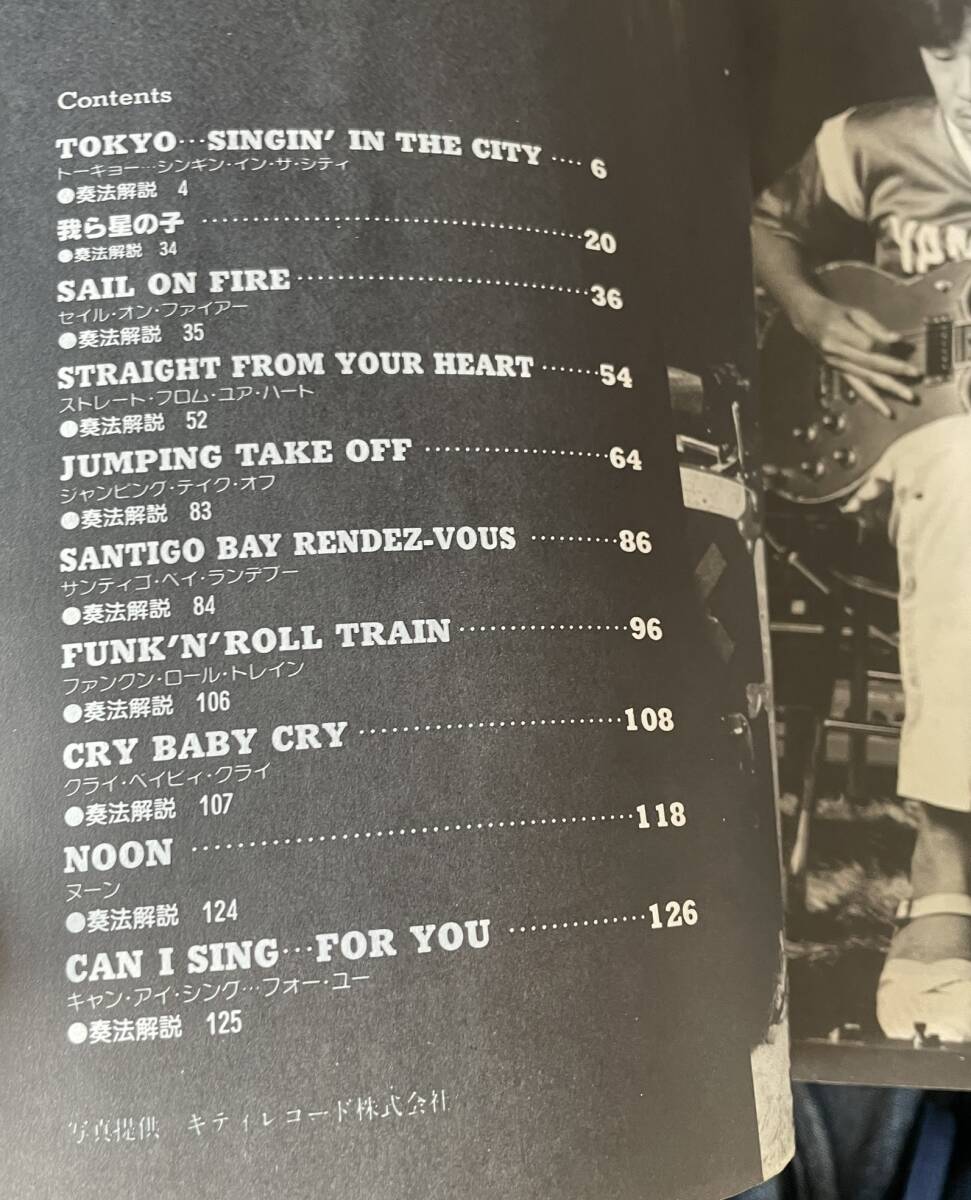 Contents
TOKYO…SINGIN' IN THE CITY ‥‥ 6
トーキョー…シンギン・イン・サ・シティ
●奏法解説 4
我ら星の子 ‥‥‥‥‥‥‥‥‥‥ 20
●奏法解説 34
SAIL ON FIRE ‥‥‥‥‥‥‥‥ 36
セイル・オン・ファイアー
●奏法解説 35
STRAIGHT FROM YOUR HEART ‥‥ 54
ストレート・フロム・ユア・ハート
●奏法解説 52
JUMPING TAKE OFF ‥‥‥‥‥‥ 64
ジャンピング・テイク・オフ
●奏法解説 83
SANTIGO BAY RENDEZ-VOUS ‥‥‥ 86
サンティゴ・ベイ・ランデブー
●奏法解説 84
FUNK'N'ROLL TRAIN ‥‥‥‥‥‥ 96
ファンクン・ロール・トレイン
●奏法解説 106
CRY BABY CRY ‥‥‥‥‥‥‥‥ 108
クライ・ベイビィ・クライ
●奏法解説 107
NOON ‥‥‥‥‥‥‥‥‥‥‥‥ 118
ヌーン
●奏法解説 124
CAN I SING…FOR YOU ‥‥‥‥ 126
キャン・アイ・シング…フォー・ユー
●奏法解説 125
写真提供 キティレコード株式会社
YAM